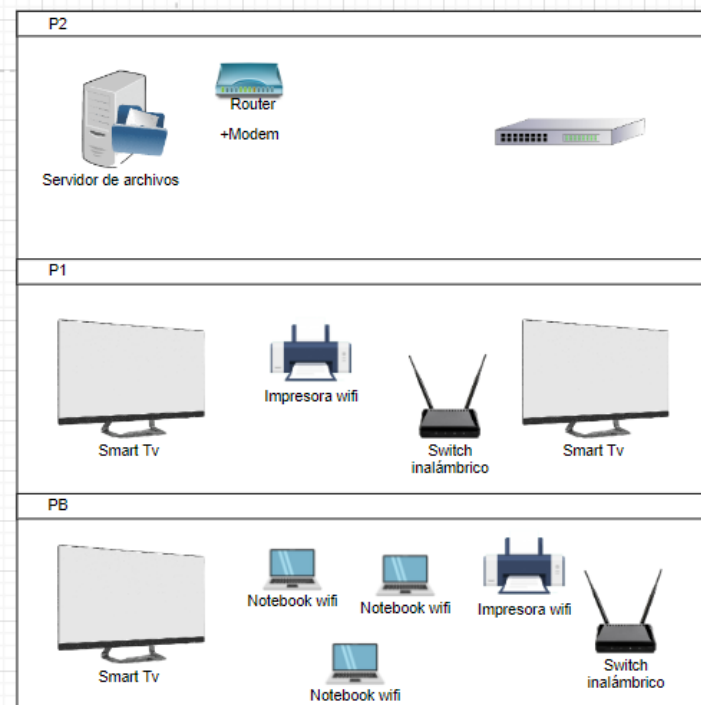 P2
Router
+Modem
Servidor de archivos
P1
Impresora wifi
Smart Tv
Switch
inalámbrico
Smart Tv
PB
Notebook wifi
Notebook wifi
Impresora wifi
Smart Tv
Notebook wifi
Switch
inalámbrico